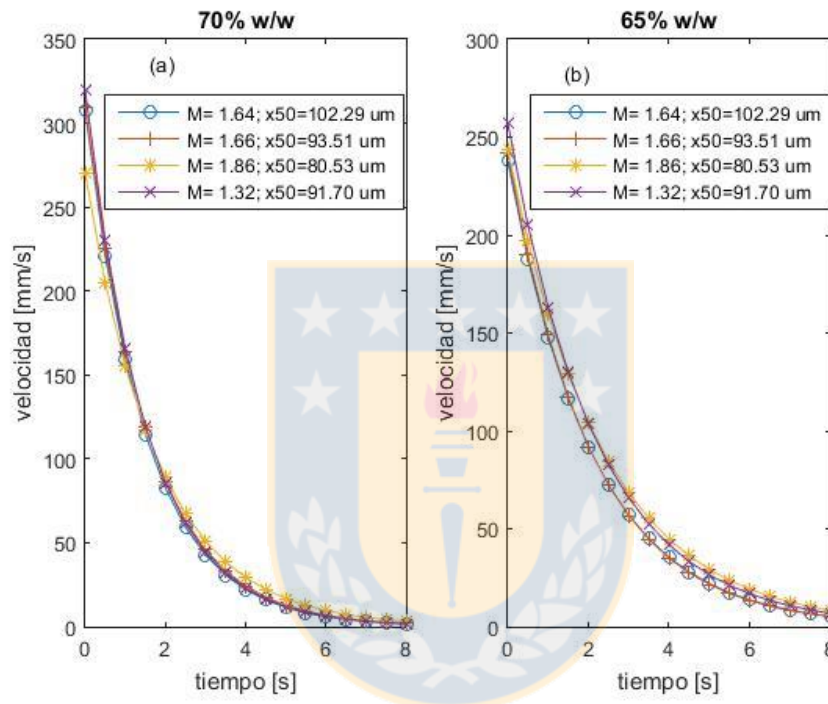 70% w/w
(a)
M= 1.64; x50=102.29 um
M= 1.66; x50=93.51 um
M= 1.86; x50=80.53 um
M= 1.32; x50=91.70 um
velocidad [mm/s]
350
300
250
200
150
100
50
0
0 2 4 6 8
tiempo [s]
65% w/w
(b)
M= 1.64; x50=102.29 um
M= 1.66; x50=93.51 um
M= 1.86; x50=80.53 um
M= 1.32; x50=91.70 um
velocidad [mm/s]
300
250
200
150
100
50
0
0 2 4 6 8
tiempo [s]